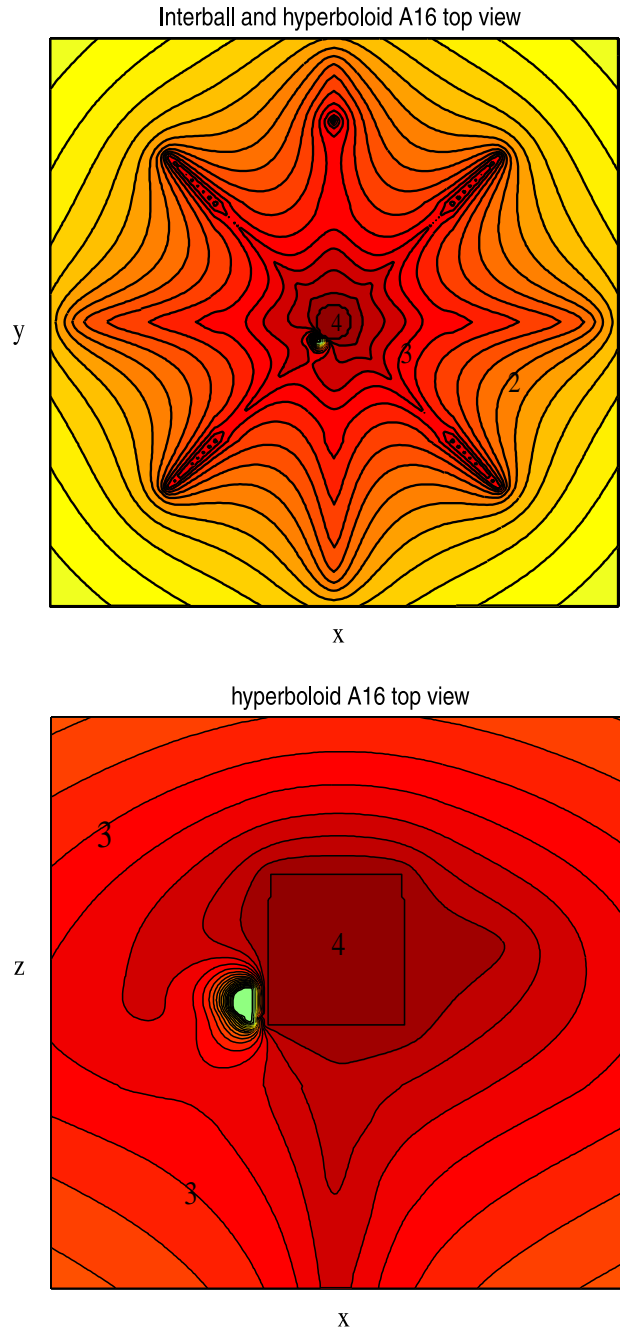 Interball and hyperboloid A16 top view
4
3
y
2
x
hyperboloid A16 top view
3
4
z
3
x